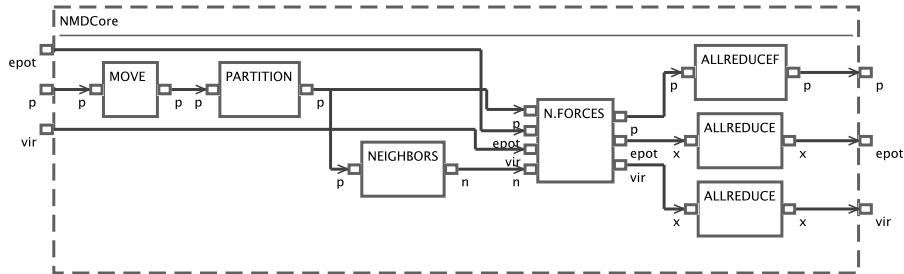 NMDCore
epot
p
vir
MOVE
p
p
PARTITION
p
p
NEIGHBORS
p
n
N.FORCES
p
epot
vir
n
p
epot
vir
ALLREDUCEF
p
p
ALLREDUCE
x
x
ALLREDUCE
x
x
p
epot
vir